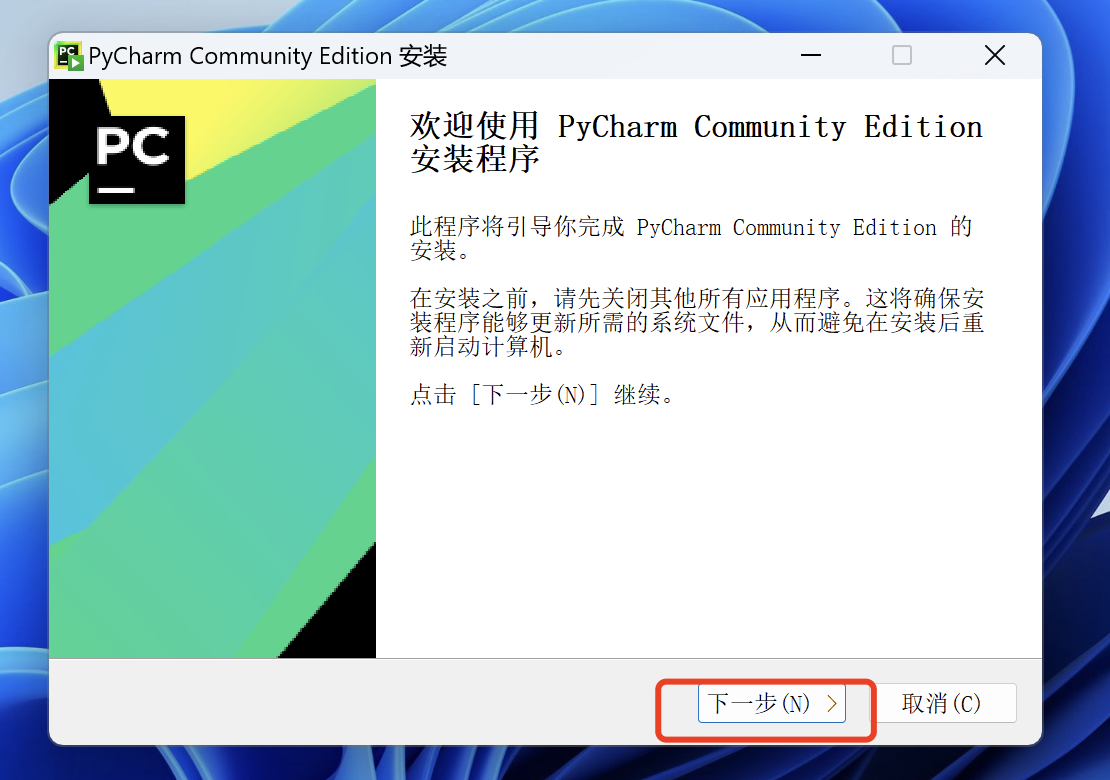 PyCharm Community Edition 安装
PC
欢迎使用 PyCharm Community Edition
安装程序
此程序将引导你完成 PyCharm Community Edition 的
安装。
在安装之前，请先关闭其他所有应用程序。这将确保安
装程序能够更新所需的系统文件，从而避免在安装后重
新启动计算机。
点击 [下一步(N)] 继续。
下一步(N) >
取消(C)